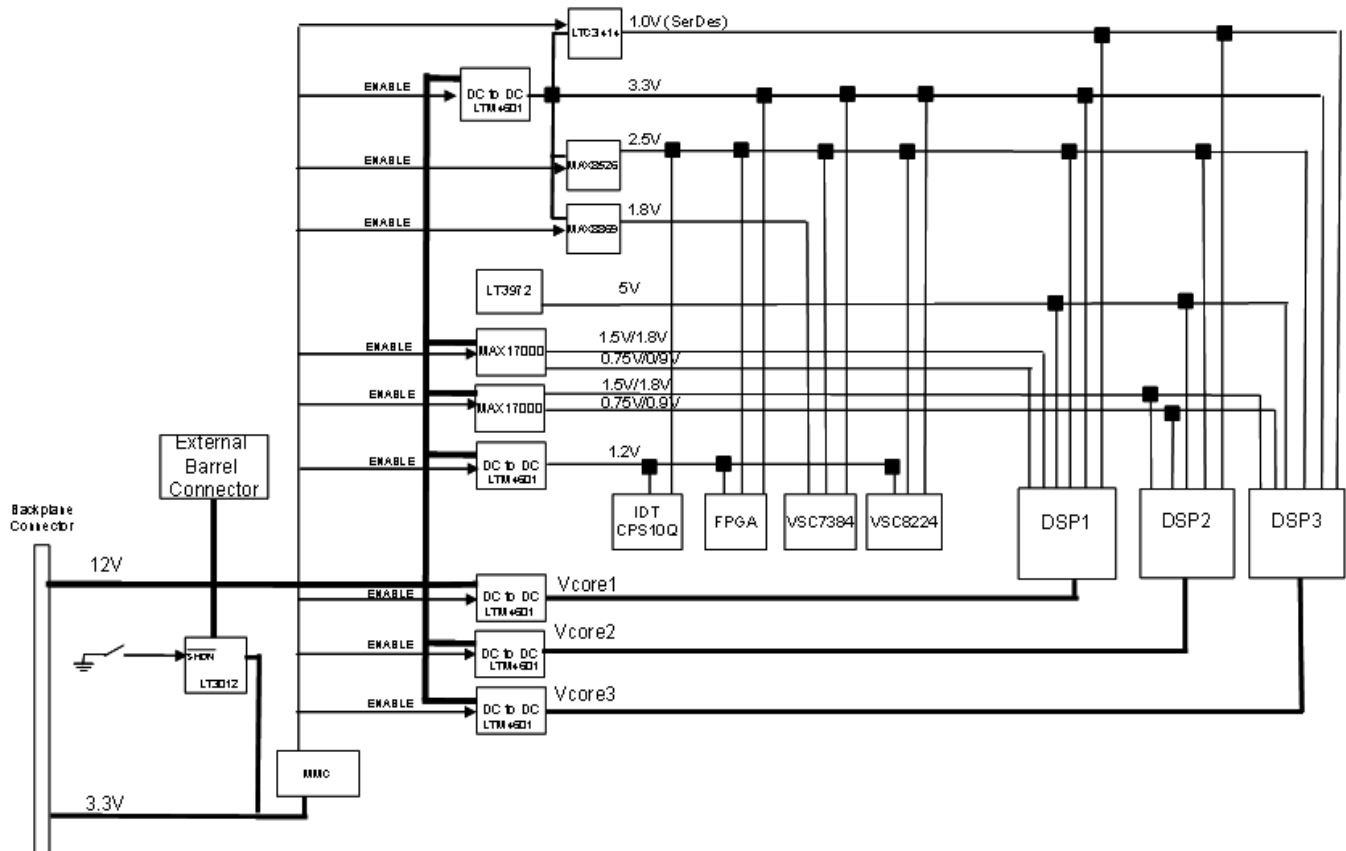 LTC3414
1.0V (SerDes)
ENABLE
DC to DC
LTM4601
3.3V
ENABLE
MAX8526
2.5V
ENABLE
MAX8869
1.8V
LT3972
5V
ENABLE
MAX17000
1.5V/1.8V
0.75V/0/9V
ENABLE
MAX17000
1.5V/1.8V
0.75V/0.9V
ENABLE
DC to DC
LTM4601
1.2V
External
Barrel
Connector
IDT
CPS10Q
FPGA
VSC7384
VSC8224
DSP1
DSP2
DSP3
Backplane
Connector
12V
ENABLE
DC to DC
LTM4601
Vcore1
ENABLE
DC to DC
LTM4601
Vcore2
SHDN
LT3012
ENABLE
DC to DC
LTM4601
Vcore3
MMC
3.3V